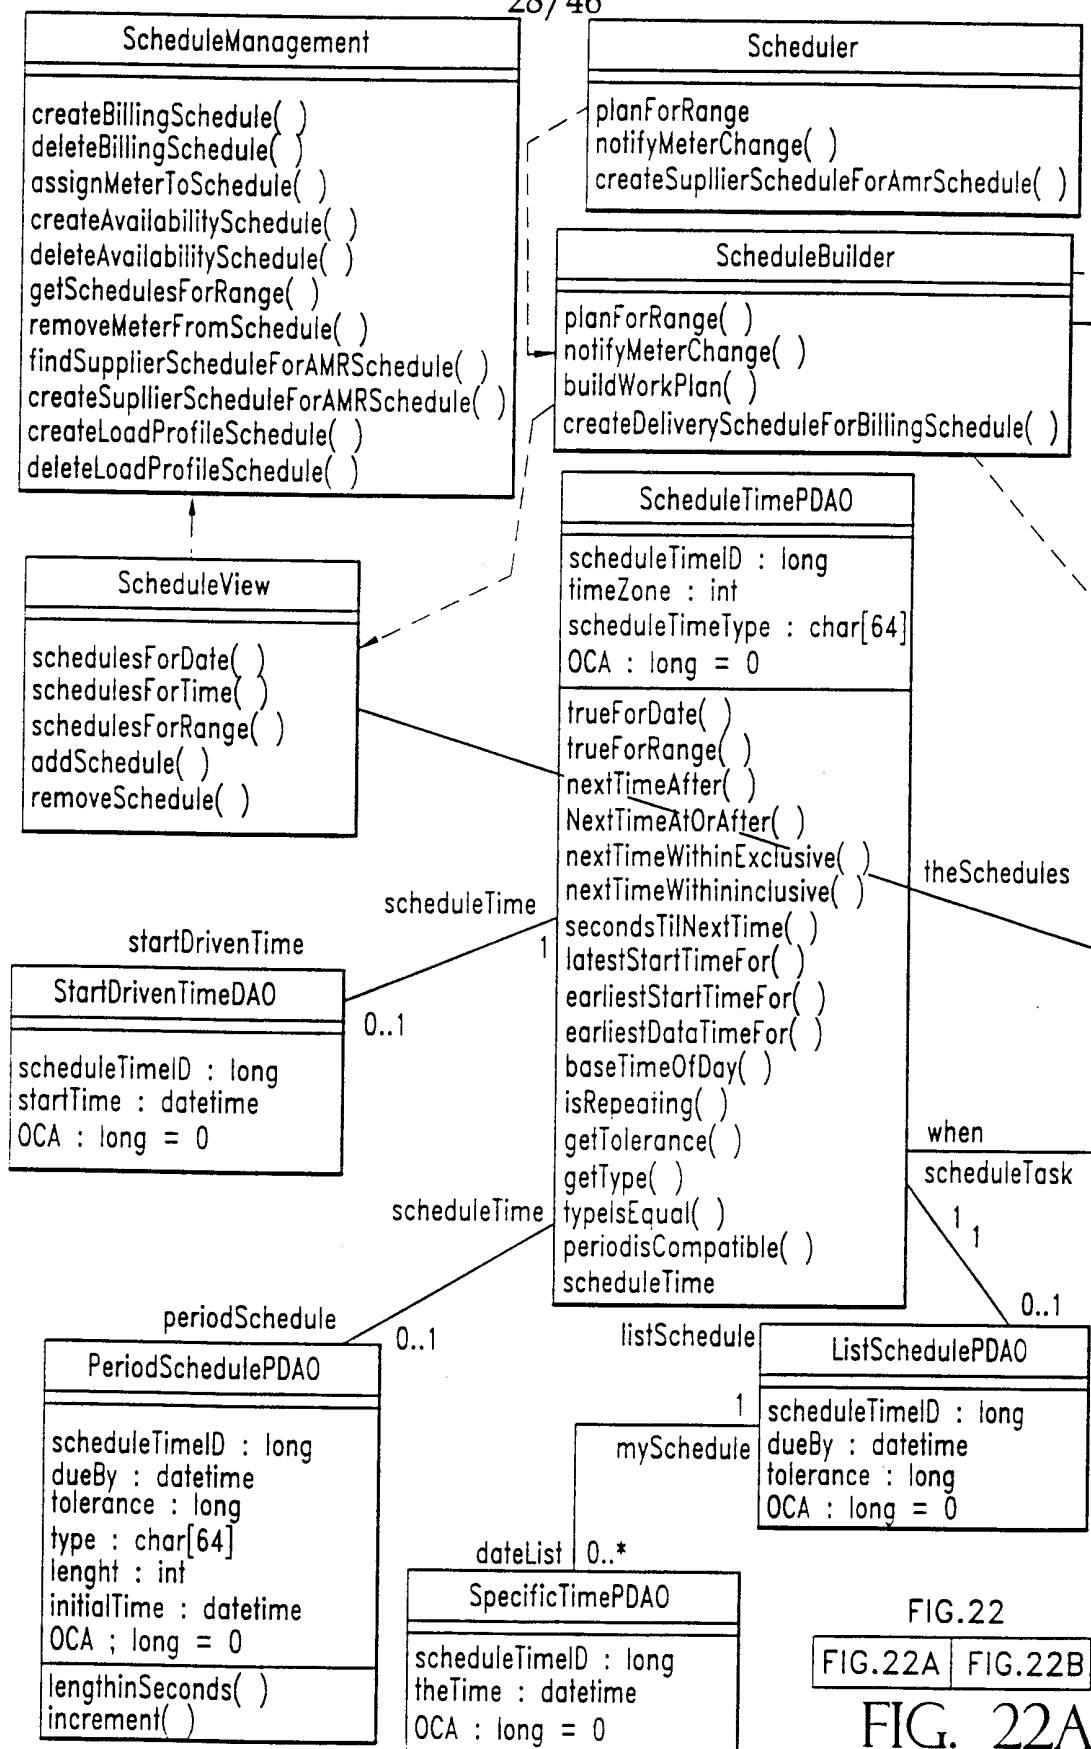 28/46
ScheduleManagement
createBillingSchedule( )
deleteBillingSchedule( )
assignMeterToSchedule( )
createAvailabilitySchedule( )
deleteAvailabilitySchedule( )
getSchedulesForRange( )
removeMeterFromSchedule( )
findSupplierScheduleForAMRSchedule( )
createSupllierScheduleForAMRSchedule( )
createLoadProfileSchedule( )
deleteLoadProfileSchedule( )
Scheduler
planForRange
notifyMeterChange( )
createSupllierScheduleForAmrSchedule( )
ScheduleBuilder
planForRange( )
notifyMeterChange( )
buildWorkPlan( )
createDeliveryScheduleForBillingSchedule( )
ScheduleView
schedulesForDate( )
schedulesForTime( )
schedulesForRange( )
addSchedule( )
removeSchedule( )
ScheduleTimePDAO
scheduleTimeID : long
timeZone : int
scheduleTimeType : char[64]
OCA : long = 0
trueForDate( )
trueForRange( )
nextTimeAfter( )
NextTimeAtOrAfter( )
nextTimeWithinExclusive( )
nextTimeWithininclusive( )
secondsTilNextTime( )
latestStartTimeFor( )
earliestStartTimeFor( )
earliestDataTimeFor( )
baseTimeOfDay( )
isRepeating( )
getTolerance( )
getType( )
typeIsEqual( )
periodisCompatible( )
scheduleTime
theSchedules
scheduleTime
1
startDrivenTime
0..1
StartDrivenTimeDAO
scheduleTimeID : long
startTime : datetime
OCA : long = 0
when
scheduleTask
1
1
0..1
scheduleTime
periodSchedule
0..1
PeriodSchedulePDAO
scheduleTimeID : long
dueBy : datetime
tolerance : long
type : char[64]
lenght : int
initialTime : datetime
OCA ; long = 0
lengthinSeconds( )
increment( )
listSchedule
ListSchedulePDAO
scheduleTimeID : long
dueBy : datetime
tolerance : long
OCA : long = 0
1
mySchedule
dateList
0..*
SpecificTimePDAO
scheduleTimeID : long
theTime : datetime
OCA : long = 0
FIG.22
FIG.22A FIG.22B
FIG. 22A